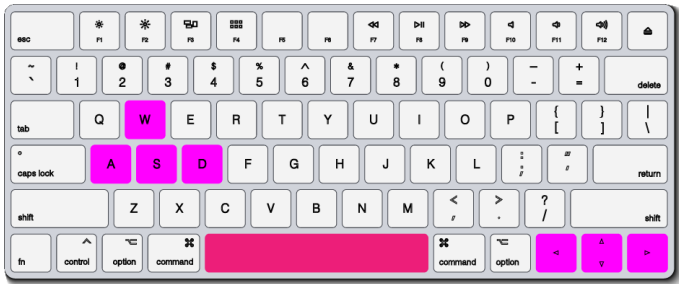 esc F1 F2 F3 F4 F5 F6 F7 F8 F9 F10 F11 F12
~ ! @ # $ % ^ & * ( ) — +
` 1 2 3 4 5 6 7 8 9 0 - = delete
tab Q W E R T Y U I O P { [ } ] | \
caps lock A S D F G H J K L : return
shift Z X C V B N M < > . ? / shift
fn control option command command option